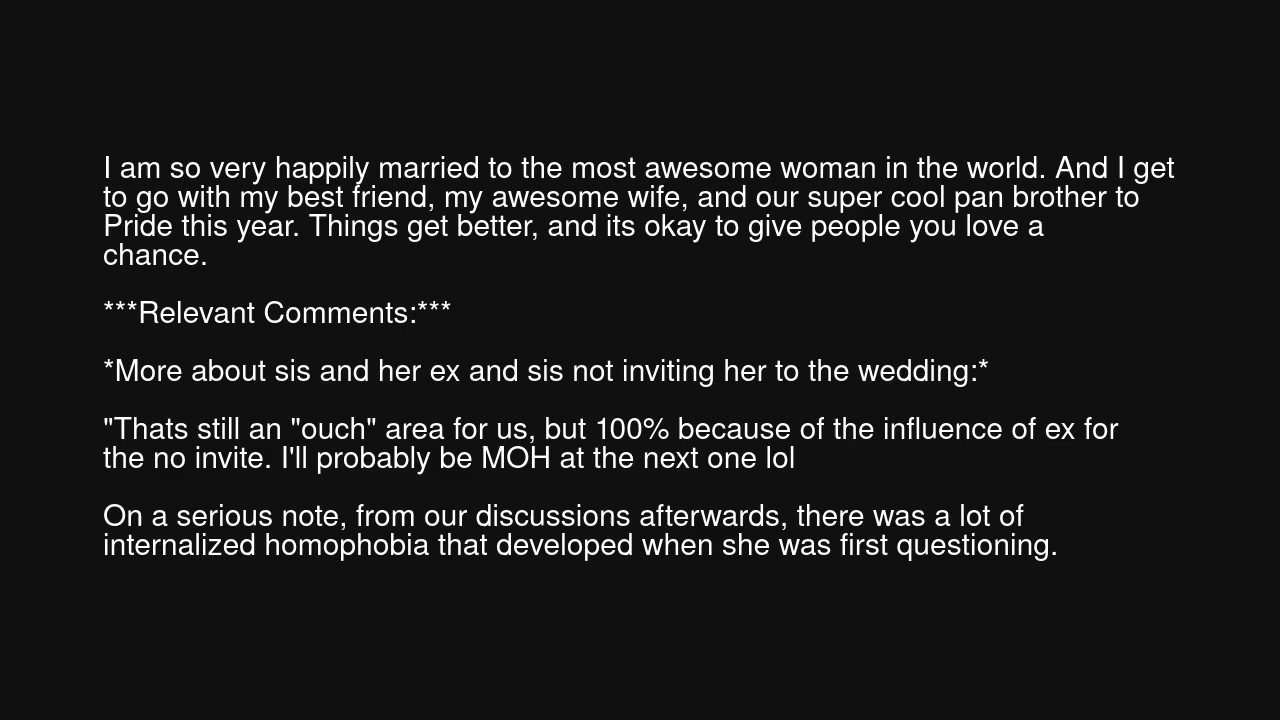 I am so very happily married to the most awesome woman in the world. And I get
to go with my best friend, my awesome wife, and our super cool pan brother to
Pride this year. Things get better, and its okay to give people you love a
chance.
***Relevant Comments:***
*More about sis and her ex and sis not inviting her to the wedding:*
"Thats still an "ouch" area for us, but 100% because of the influence of ex for
the no invite. I'll probably be MOH at the next one lol
On a serious note, from our discussions afterwards, there was a lot of
internalized homophobia that developed when she was first questioning.